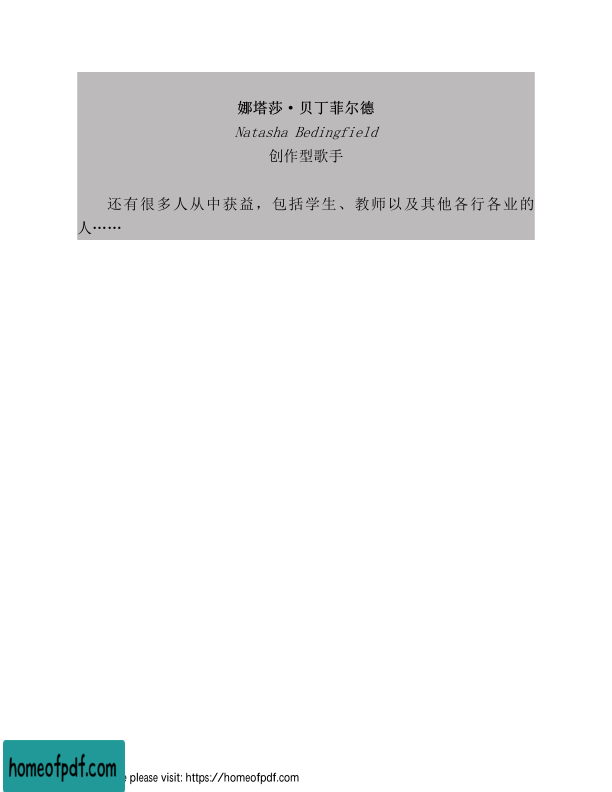 娜塔莎·贝丁菲尔德
Natasha Bedingfield
创作型歌手
还有很多人从中获益，包括学生、教师以及其他各行各业的
人……
homeofpdf.com
please visit: https://homeofpdf.com